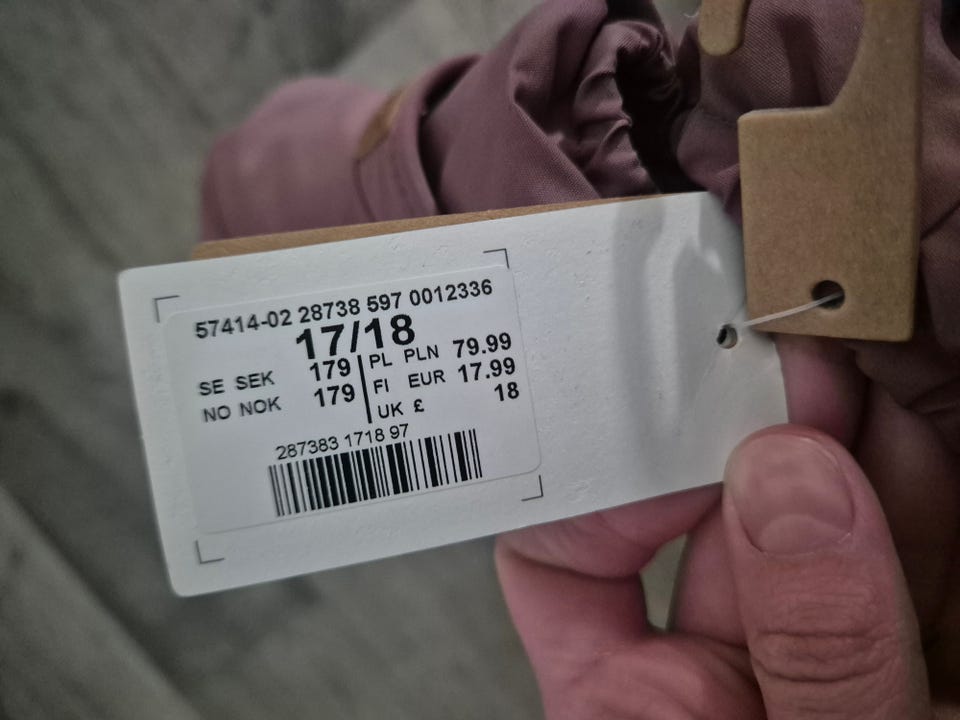 57414-02 28738 597 0012336
17/18
SE SEK 179 PL PLN 79.99
NO NOK 179 FI EUR 17.99
UK £ 18
287383 1718 97